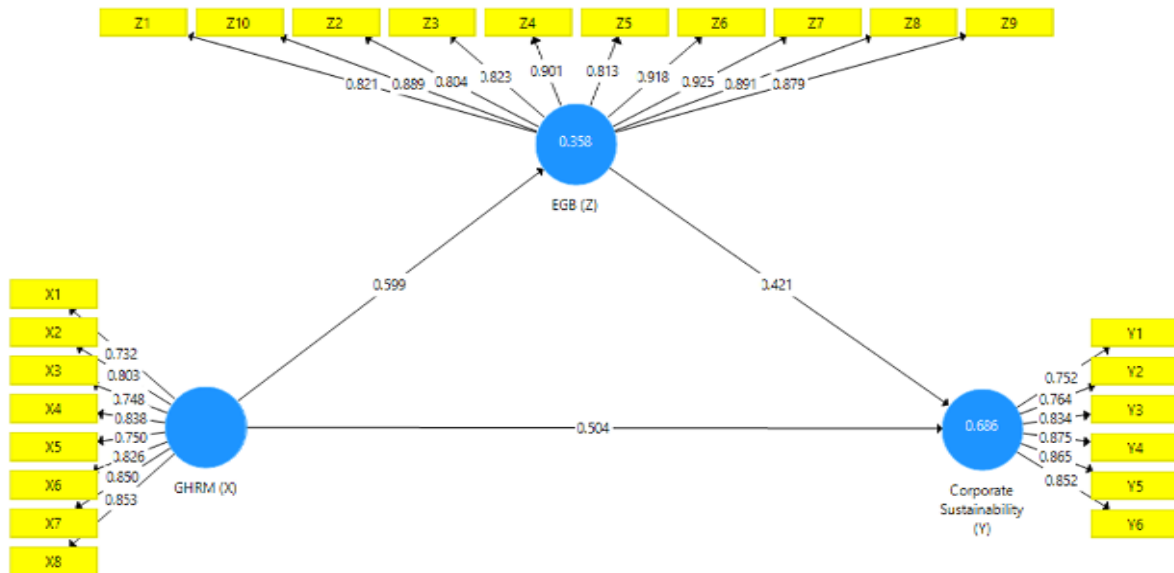 Z1 Z10 Z2 Z3 Z4 Z5 Z6 Z7 Z8 Z9
0.821 0.889 0.804 0.823 0.901 0.813 0.918 0.925 0.891 0.879
0.358
EGB (Z)
0.599
0.421
X1
X2
X3
X4
X5
X6
X7
X8
0.732
0.803
0.748
0.838
0.750
0.826
0.850
0.853
GHRM (X)
0.504
0.686
Corporate
Sustainability
(Y)
0.752
0.764
0.834
0.875
0.865
0.852
Y1
Y2
Y3
Y4
Y5
Y6